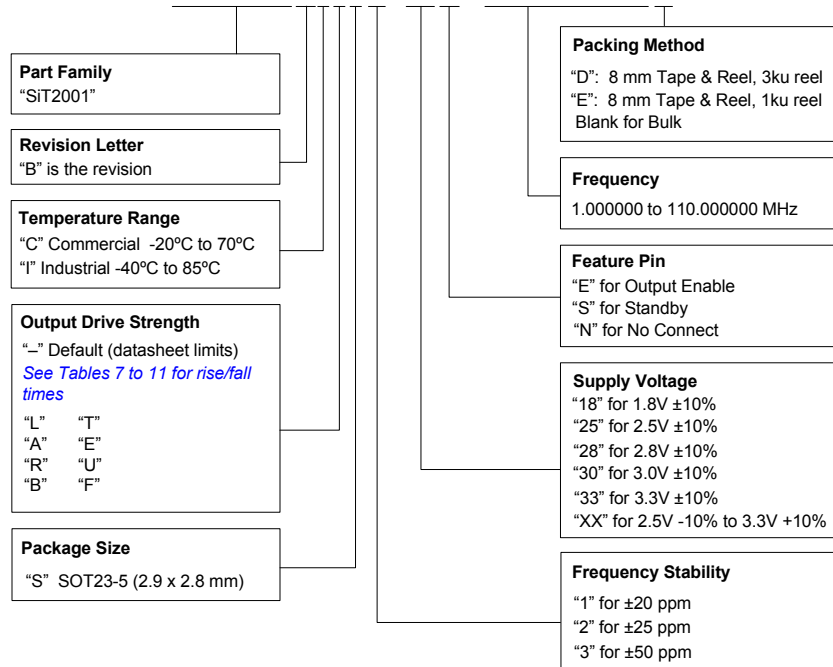 Part Family
“SiT2001”
Revision Letter
“B” is the revision
Temperature Range
“C” Commercial -20ºC to 70ºC
“I” Industrial -40ºC to 85ºC
Output Drive Strength
“–” Default (datasheet limits)
See Tables 7 to 11 for rise/fall
times
“L” “T”
“A” “E”
“R” “U”
“B” “F”
Package Size
“S” SOT23-5 (2.9 x 2.8 mm)
Packing Method
“D”: 8 mm Tape & Reel, 3ku reel
“E”: 8 mm Tape & Reel, 1ku reel
Blank for Bulk
Frequency
1.000000 to 110.000000 MHz
Feature Pin
“E” for Output Enable
“S” for Standby
“N” for No Connect
Supply Voltage
“18” for 1.8V ±10%
“25” for 2.5V ±10%
“28” for 2.8V ±10%
“30” for 3.0V ±10%
“33” for 3.3V ±10%
“XX” for 2.5V -10% to 3.3V +10%
Frequency Stability
“1” for ±20 ppm
“2” for ±25 ppm
“3” for ±50 ppm